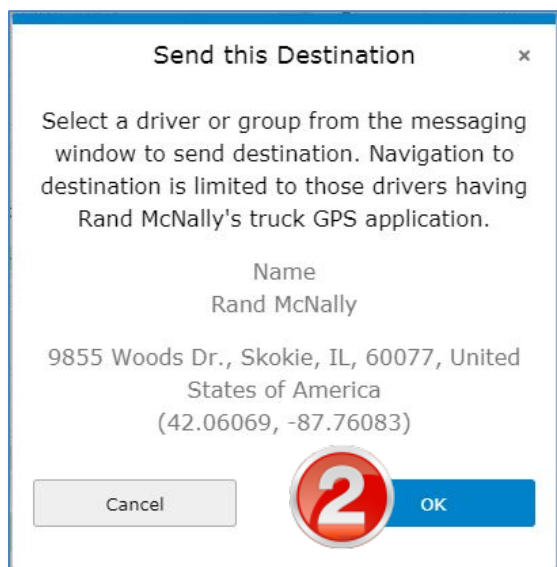 Send this Destination ×
Select a driver or group from the messaging
window to send destination. Navigation to
destination is limited to those drivers having
Rand McNally's truck GPS application.
Name
Rand McNally
9855 Woods Dr., Skokie, IL, 60077, United
States of America
(42.06069, -87.76083)
Cancel 2 OK